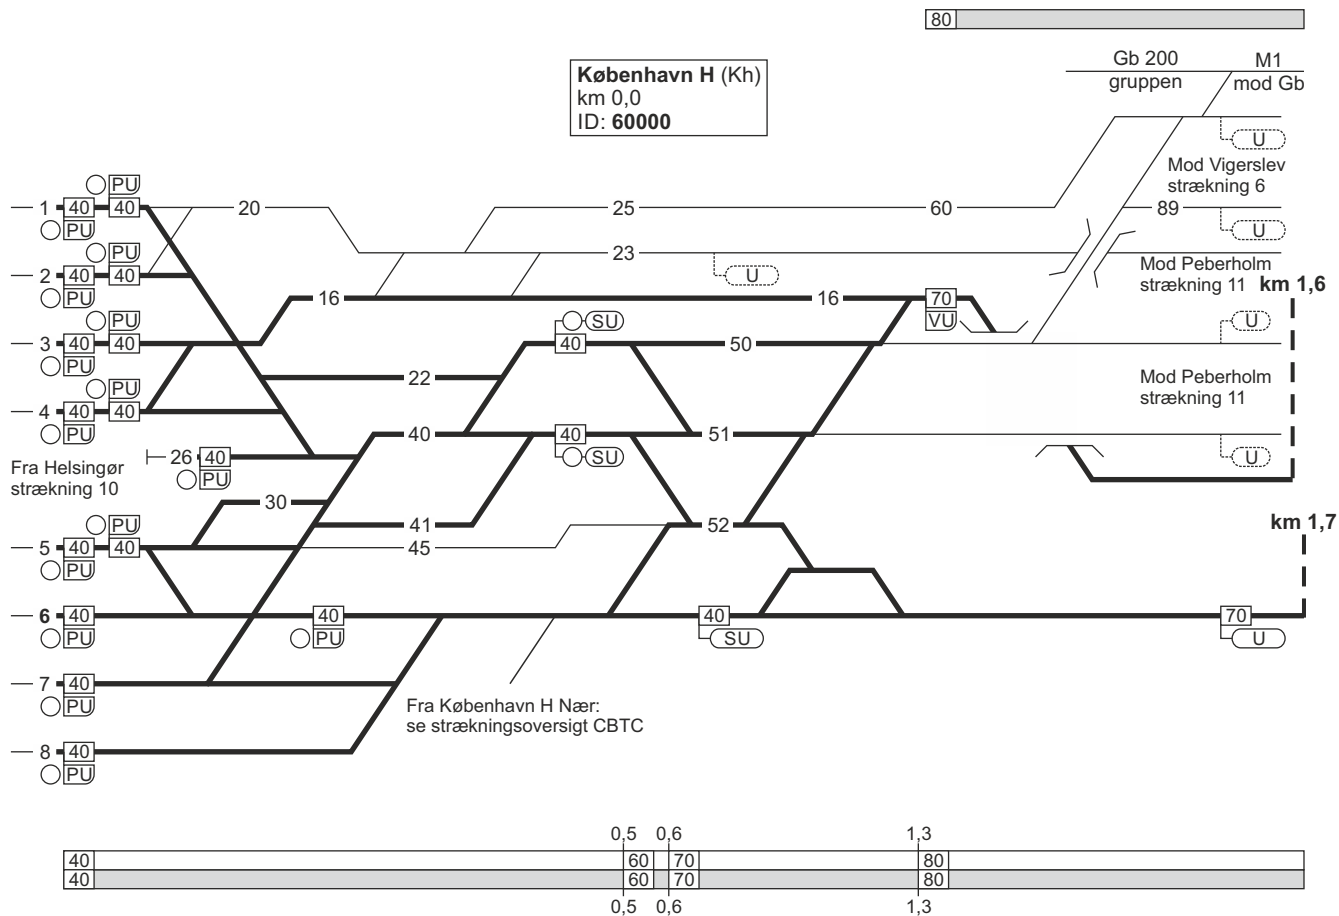 80
København H (Kh)
km 0,0
ID: 60000
Gb 200
gruppen
M1
mod Gb
U
Mod Vigerslev
strækning 6
PU
1 40 40 20 25 60 89
PU
U
PU
2 40 40 23
PU
U
Mod Peberholm
strækning 11
km 1,6
16 16 70
VU
PU
SU
U
3 40 40 40 50
PU
22
PU
Mod Peberholm
strækning 11
4 40 40
PU
40 40 51
SU
U
26 40
PU
Fra Helsingør
strækning 10
30
PU
41 52
km 1,7
5 40 40 45
PU
6 40 40 40 70
PU
PU
SU
U
7 40
PU
Fra København H Nær:
se strækningsoversigt CBTC
8 40
PU
0,5 0,6 1,3
40 60 70 80
40 60 70 80
0,5 0,6 1,3